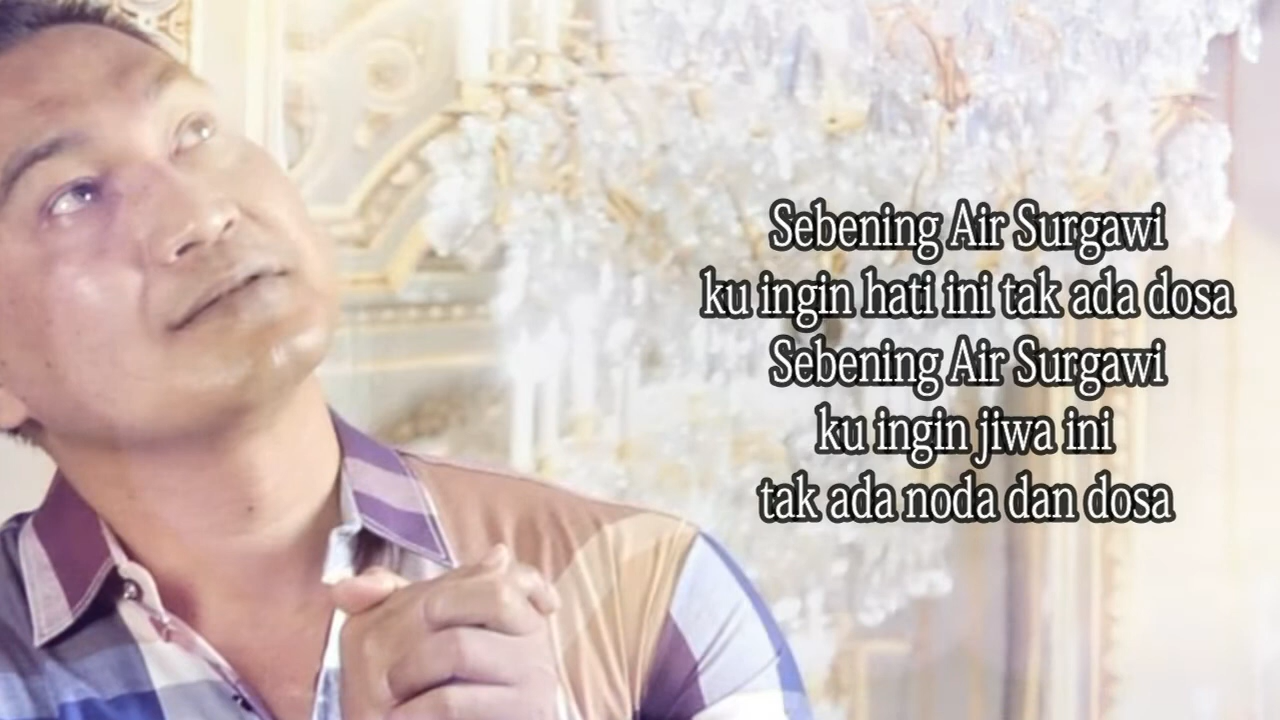 Sebening Air Surgawi
ku ingin hati ini tak ada dosa
Sebening Air Surgawi
ku ingin jiwa ini
tak ada noda dan dosa